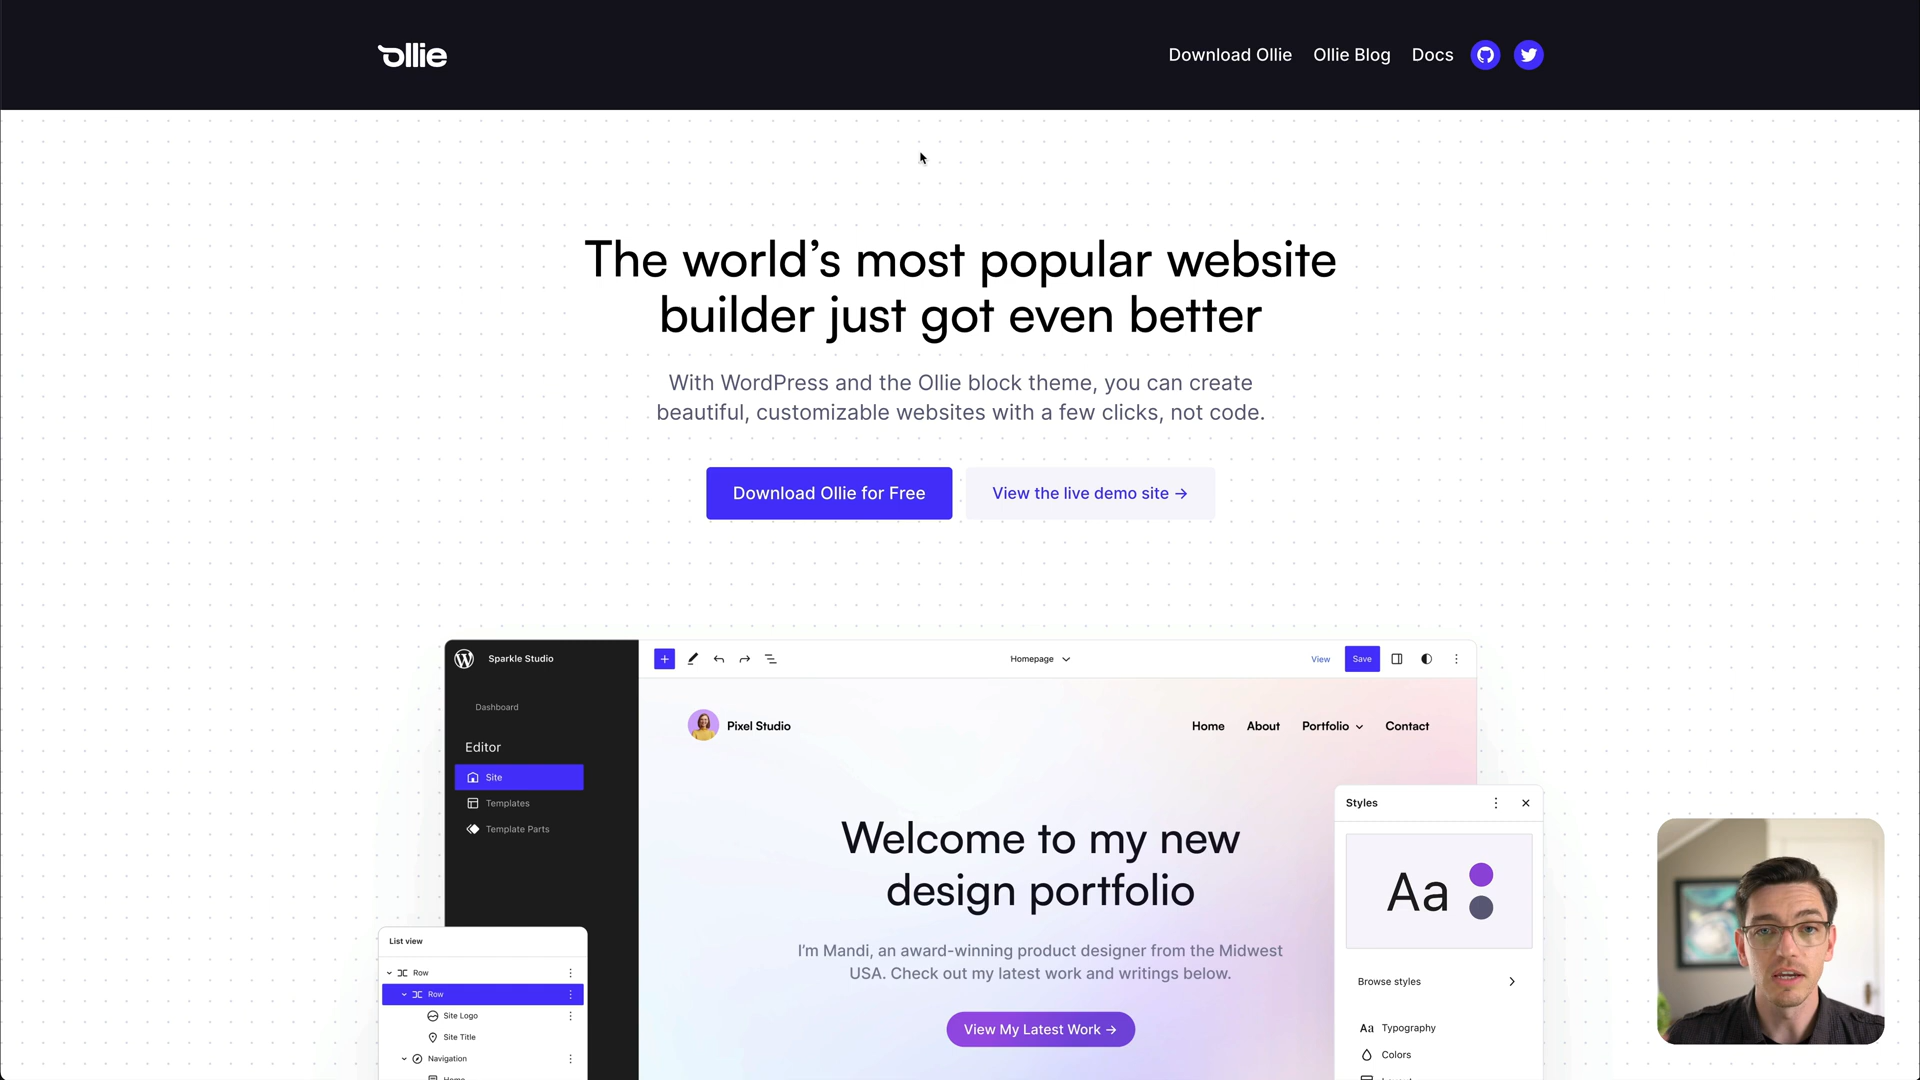 ollie
Download Ollie
Ollie Blog
Docs
The world’s most popular website
builder just got even better
With WordPress and the Ollie block theme, you can create
beautiful, customizable websites with a few clicks, not code.
Download Ollie for Free
View the live demo site →
Sparkle Studio
Homepage
View
Save
Dashboard
Editor
Site
Templates
Template Parts
Pixel Studio
Home
About
Portfolio
Contact
Welcome to my new
design portfolio
I’m Mandi, an award-winning product designer from the Midwest
USA. Check out my latest work and writings below.
View My Latest Work →
List view
Row
Row
Site Logo
Site Title
Navigation
Styles
Aa
Browse styles
Aa Typography
Colors